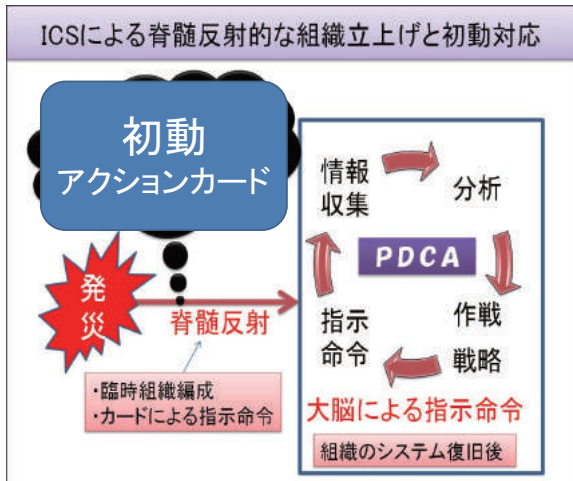 ICSによる脊髄反射的な組織立上げと初動対応
初動
アクションカード
発
災
脊髄反射
・臨時組織編成
・カードによる指示命令
情報
収集
分析
PDCA
指示
命令
作戦
戦略
大脳による指示命令
組織のシステム復旧後